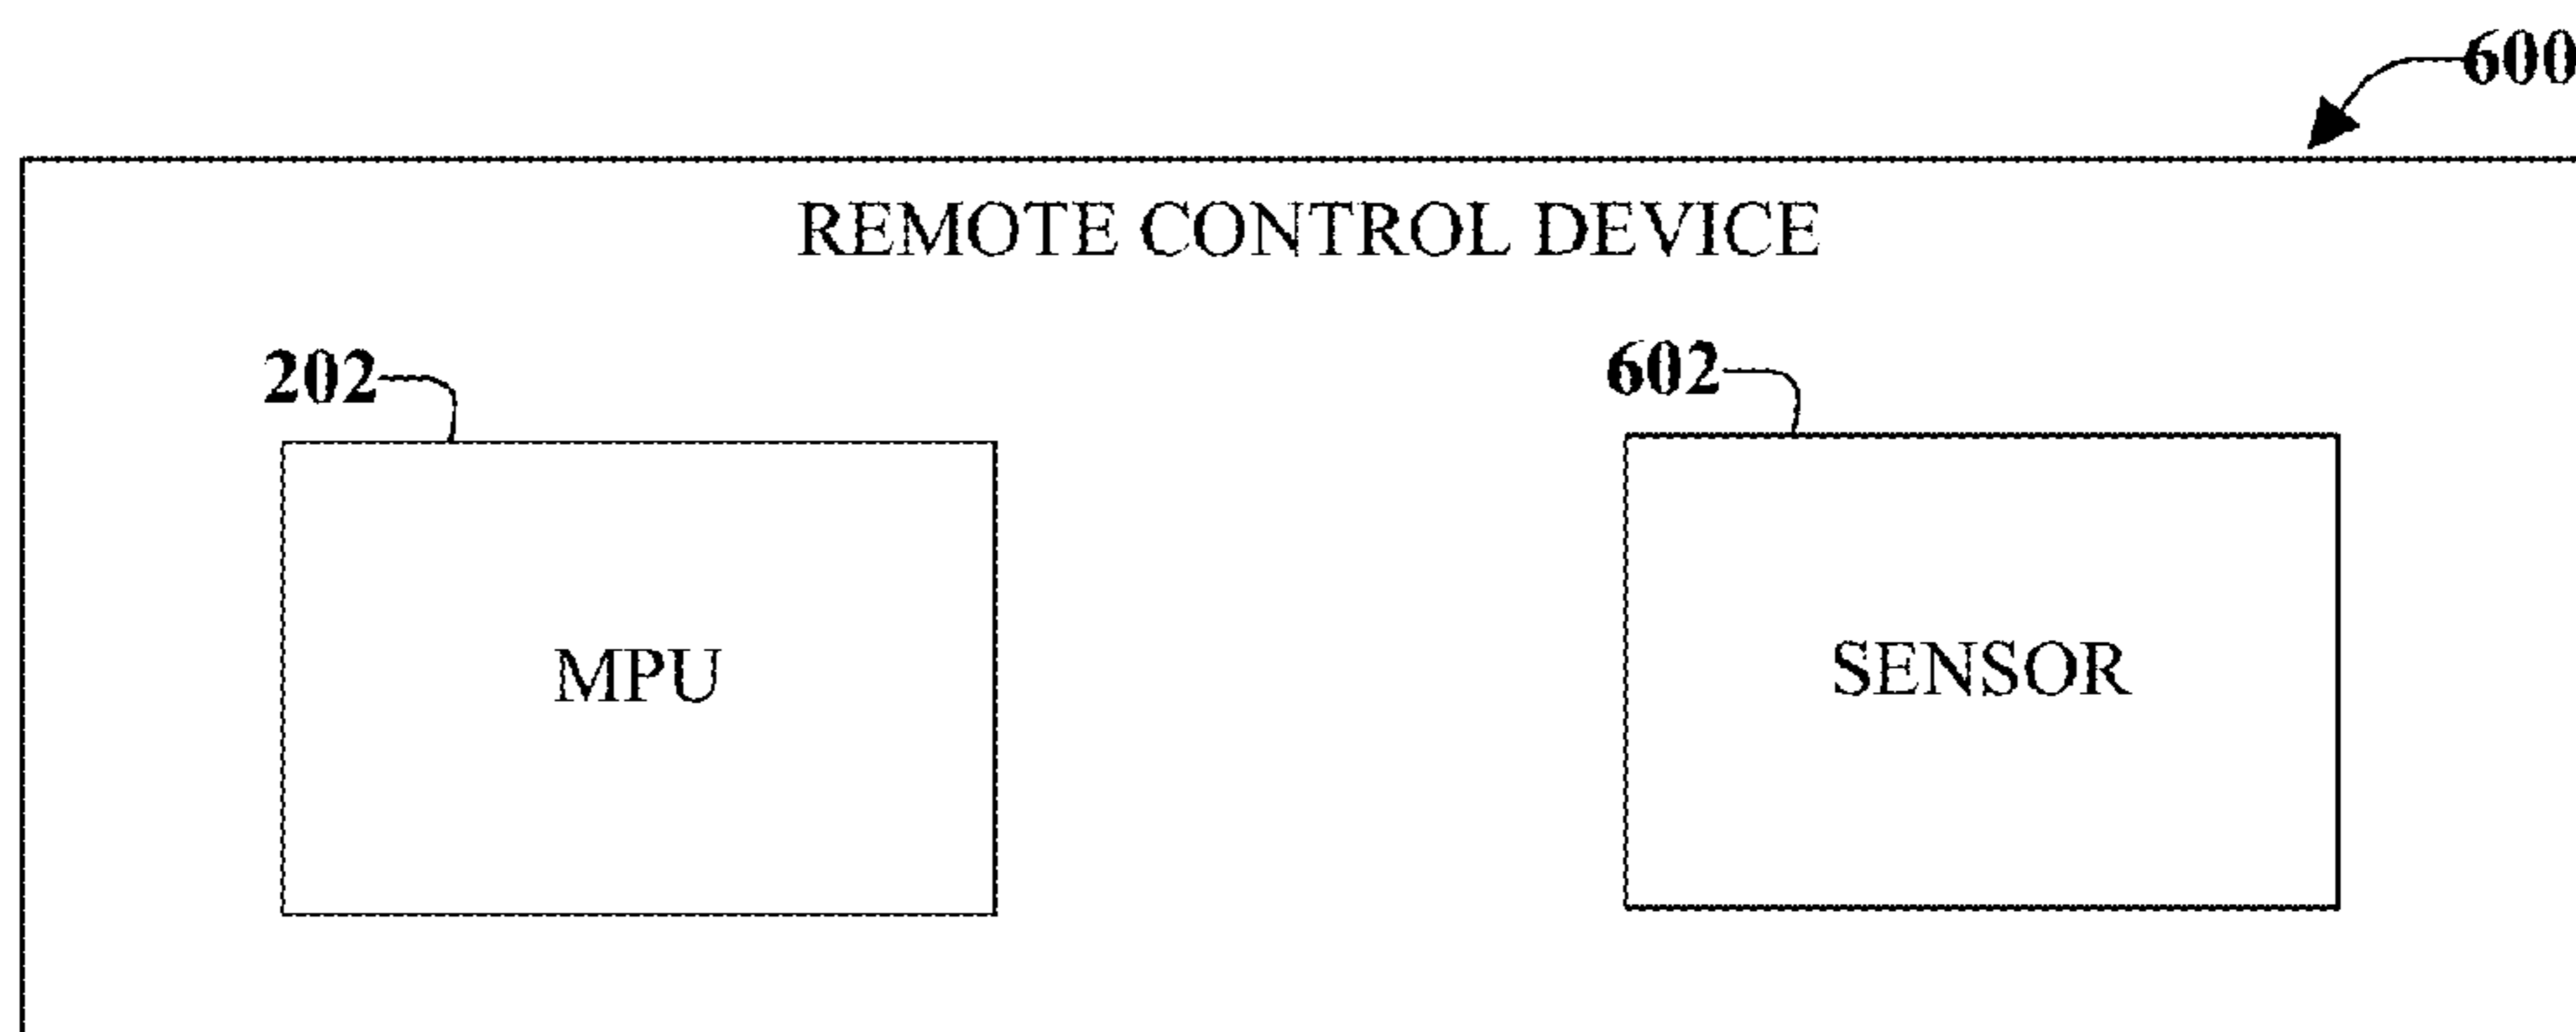 600
REMOTE CONTROL DEVICE
202
602
MPU
SENSOR